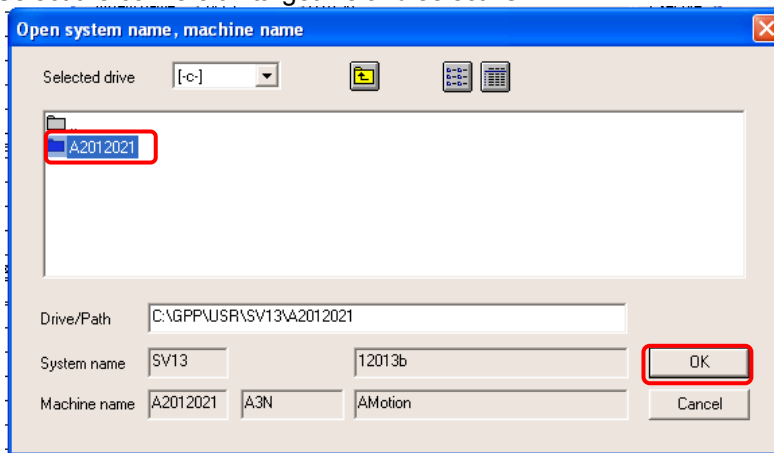 Open system name, machine name
Selected drive [-c-]
..
A2012021
Drive/Path C:\GPP\USR\SV13\A2012021
System name SV13 12013b OK
Machine name A2012021 A3N AMotion Cancel